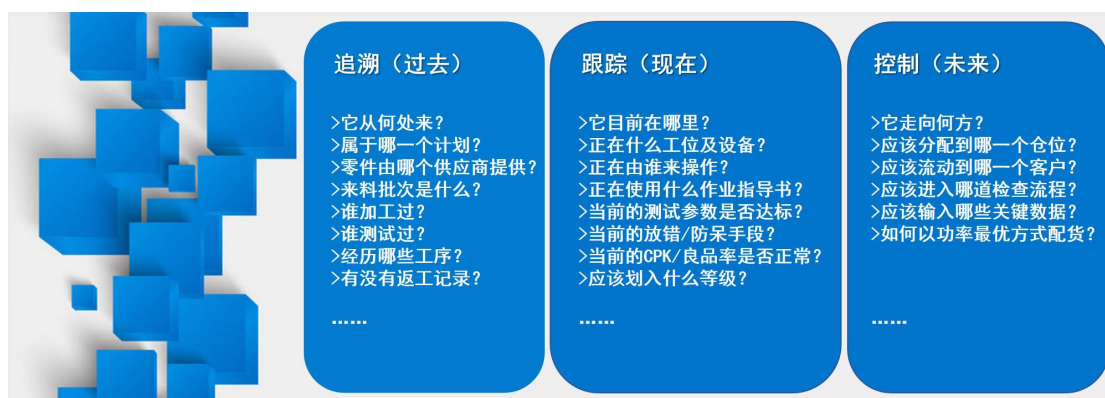 追溯（过去）
>它从何处来？
>属于哪一个计划？
>零件由哪个供应商提供？
>来料批次是什么？
>谁加工过？
>谁测试过？
>经历哪些工序？
>有没有返工记录？
……
跟踪（现在）
>它目前在哪里？
>正在什么工位及设备？
>正在由谁来操作？
>正在使用什么作业指导书？
>当前的测试参数是否达标？
>当前的放错/防呆手段？
>当前的CPK/良品率是否正常？
>应该划入什么等级？
……
控制（未来）
>它走向何方？
>应该分配到哪一个仓位？
>应该流动到哪一个客户？
>应该进入哪道检查流程？
>应该输入哪些关键数据？
>如何以功率最优方式配货？
……